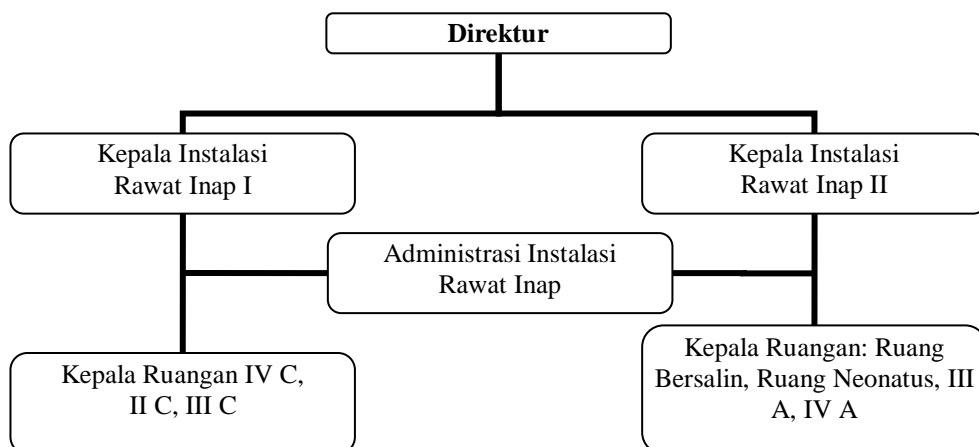 Direktur
Kepala Instalasi
Rawat Inap I
Kepala Instalasi
Rawat Inap II
Administrasi Instalasi
Rawat Inap
Kepala Ruangan IV C,
II C, III C
Kepala Ruangan: Ruang
Bersalin, Ruang Neonatus, III
A, IV A